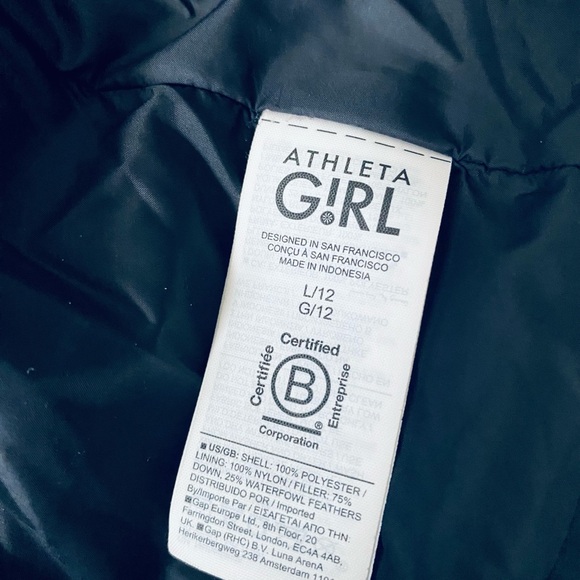 ATHLETA
G!RL
DESIGNED IN SAN FRANCISCO
CONÇU À SAN FRANCISCO
MADE IN INDONESIA
L/12
G/12
Certified
Certifiée
B
Entreprise
®
Corporation
■ US/GB: SHELL: 100% POLYESTER /
LINING: 100% NYLON / FILLER: 75%
DOWN, 25% WATERFOWL FEATHERS
DISTRIBUIDO POR / Imported
By/Importe Par / ΕΙΣΑΓΕΤΑΙ ΑΠΟ ΤΗΝ
■Gap Europe Ltd., 8th Floor, 20
Farringdon Street, London, EC4A 4AB,
UK. ■ Gap (RHC) B.V. Luna ArenA
Herikerbergweg 238 Amsterdam